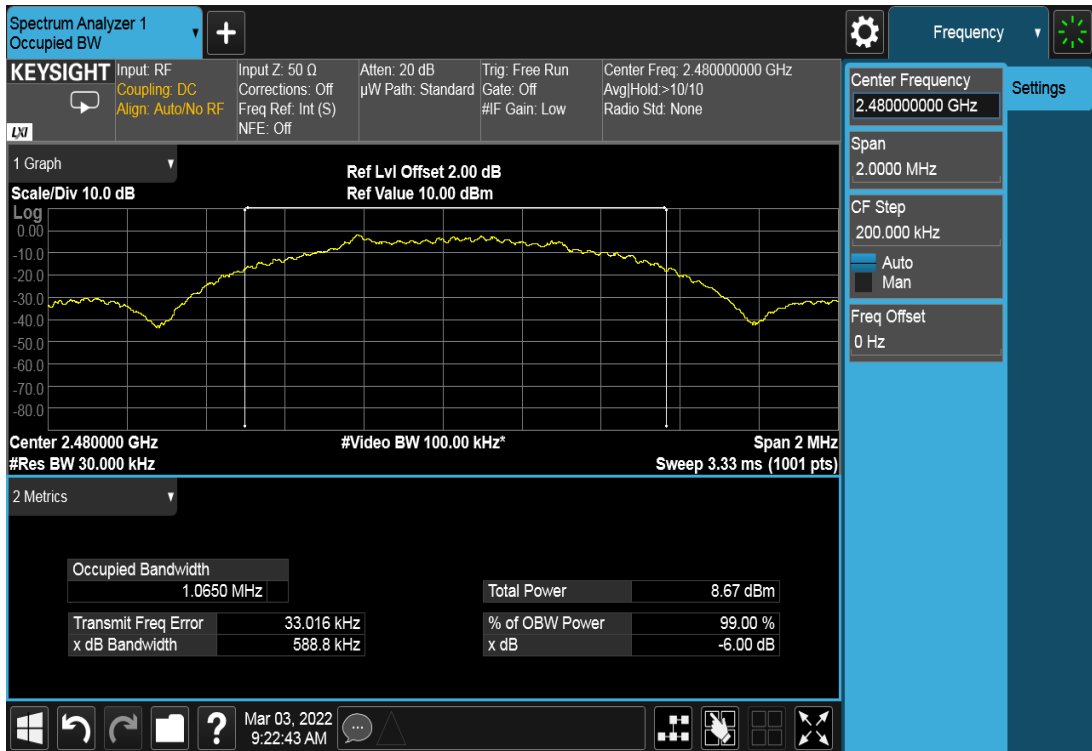 Spectrum Analyzer 1
Occupied BW
+
Frequency
KEYSIGHT
LXI
Input: RF
Coupling: DC
Align: Auto/No RF
Input Z: 50 Ω
Corrections: Off
Freq Ref: Int (S)
NFE: Off
Atten: 20 dB
µW Path: Standard
Trig: Free Run
Gate: Off
#IF Gain: Low
Center Freq: 2.480000000 GHz
Avg|Hold:>10/10
Radio Std: None
Center Frequency
2.480000000 GHz
Settings
Span
2.0000 MHz
CF Step
200.000 kHz
Auto
Man
Freq Offset
0 Hz
1 Graph
Scale/Div 10.0 dB
Ref Lvl Offset 2.00 dB
Ref Value 10.00 dBm
Log
0.00
-10.0
-20.0
-30.0
-40.0
-50.0
-60.0
-70.0
-80.0
Center 2.480000 GHz
#Video BW 100.00 kHz*
Span 2 MHz
#Res BW 30.000 kHz
Sweep 3.33 ms (1001 pts)
2 Metrics
Occupied Bandwidth
1.0650 MHz
Total Power 8.67 dBm
Transmit Freq Error 33.016 kHz
% of OBW Power 99.00 %
x dB Bandwidth 588.8 kHz
x dB -6.00 dB
?
Mar 03, 2022
9:22:43 AM